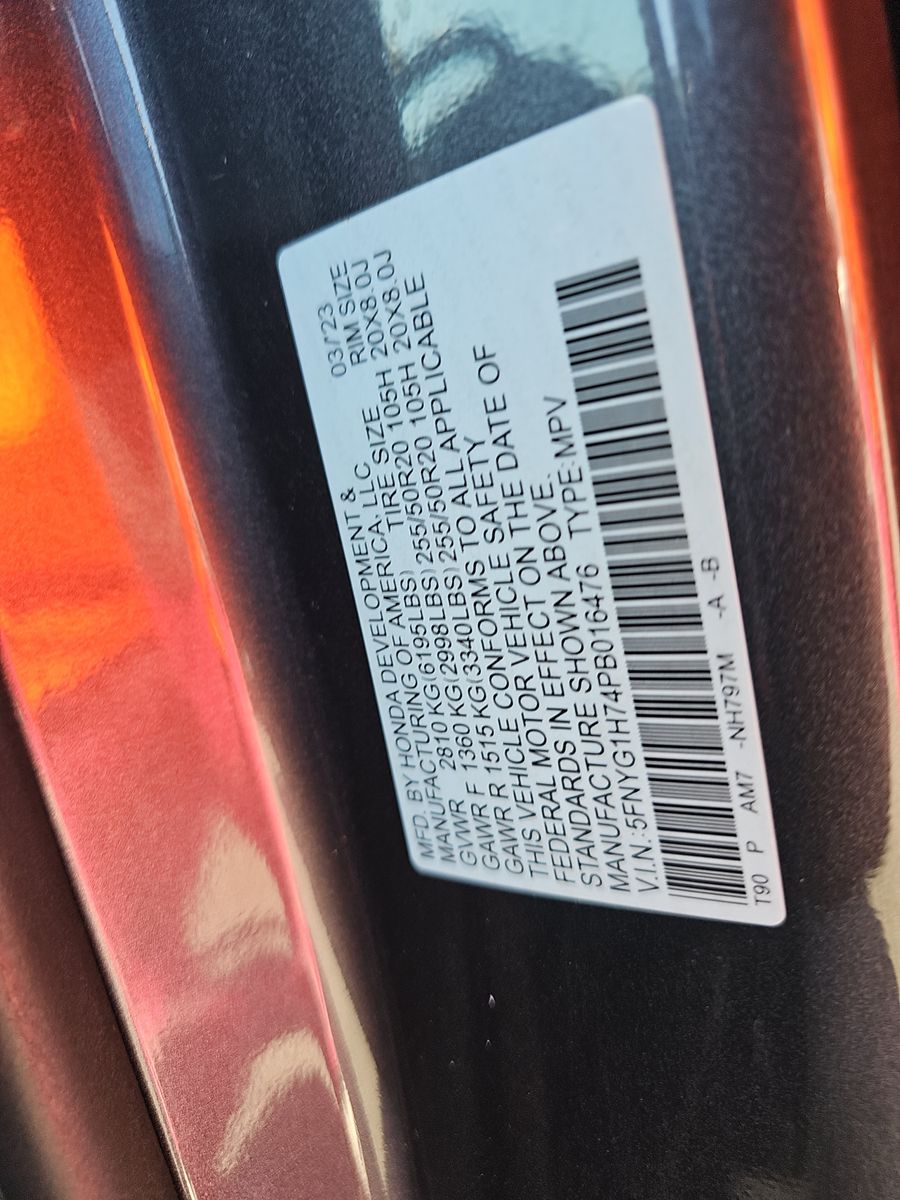 MFD. BY HONDA DEVELOPMENT & 03/'23
MANUFACTURING OF AMERICA, LLC RIM SIZE
GVWR 2810 KG(6195LBS) TIRE SIZE
GAWR F 1360 KG(2998LBS) 255/50R20 105H 20X8.0J
GAWR R 1515 KG(3340LBS) 255/50R20 105H 20X8.0J
THIS VEHICLE CONFORMS TO ALL APPLICABLE
FEDERAL MOTOR VEHICLE SAFETY
STANDARDS IN EFFECT ON THE DATE OF
MANUFACTURE SHOWN ABOVE.
V.I.N.:5FNYG1H74PB016476 TYPE:MPV
T90 P AM7 -NH797M -A -B